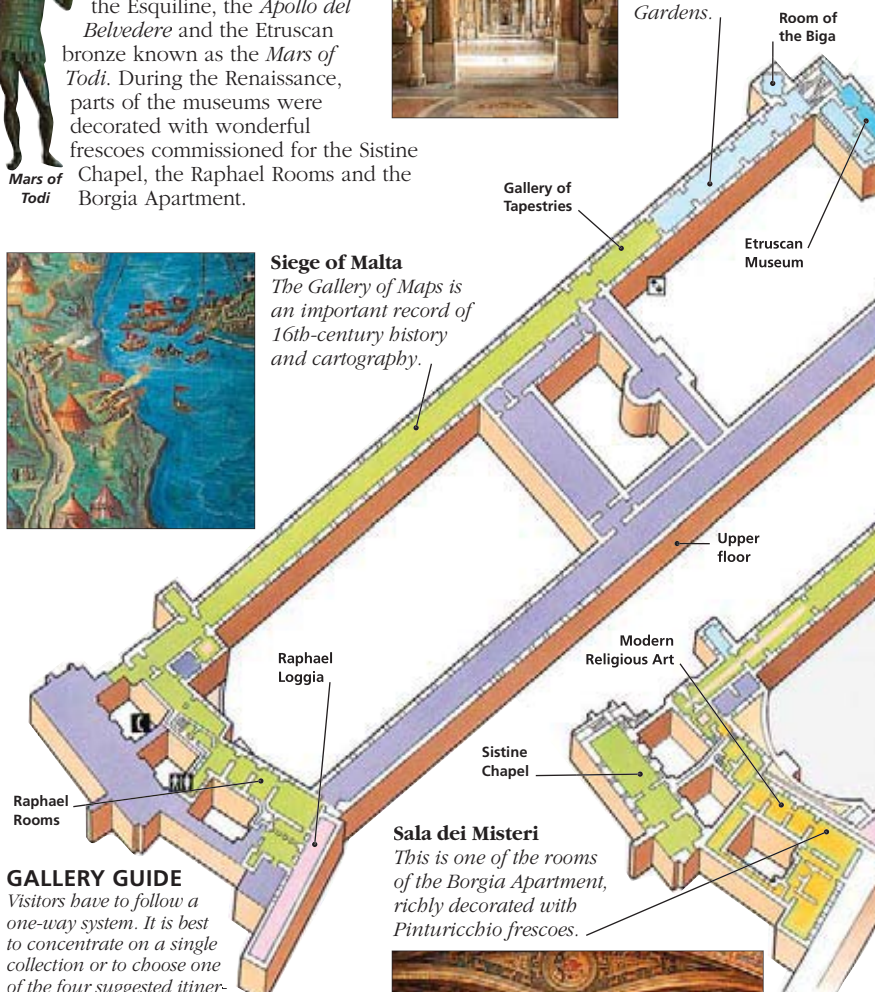 the Esquiline, the Apollo del
Belvedere and the Etruscan
bronze known as the Mars of
Todi. During the Renaissance,
parts of the museums were
decorated with wonderful
frescoes commissioned for the Sistine
Chapel, the Raphael Rooms and the
Borgia Apartment.
Mars of
Todi
Gardens.
Room of
the Biga
Gallery of
Tapestries
Etruscan
Museum
Siege of Malta
The Gallery of Maps is
an important record of
16th-century history
and cartography.
Upper
floor
Raphael
Loggia
Modern
Religious Art
Sistine
Chapel
Raphael
Rooms
Sala dei Misteri
This is one of the rooms
of the Borgia Apartment,
richly decorated with
Pinturicchio frescoes.
GALLERY GUIDE
Visitors have to follow a
one-way system. It is best
to concentrate on a single
collection or to choose one
of the four suggested itiner-